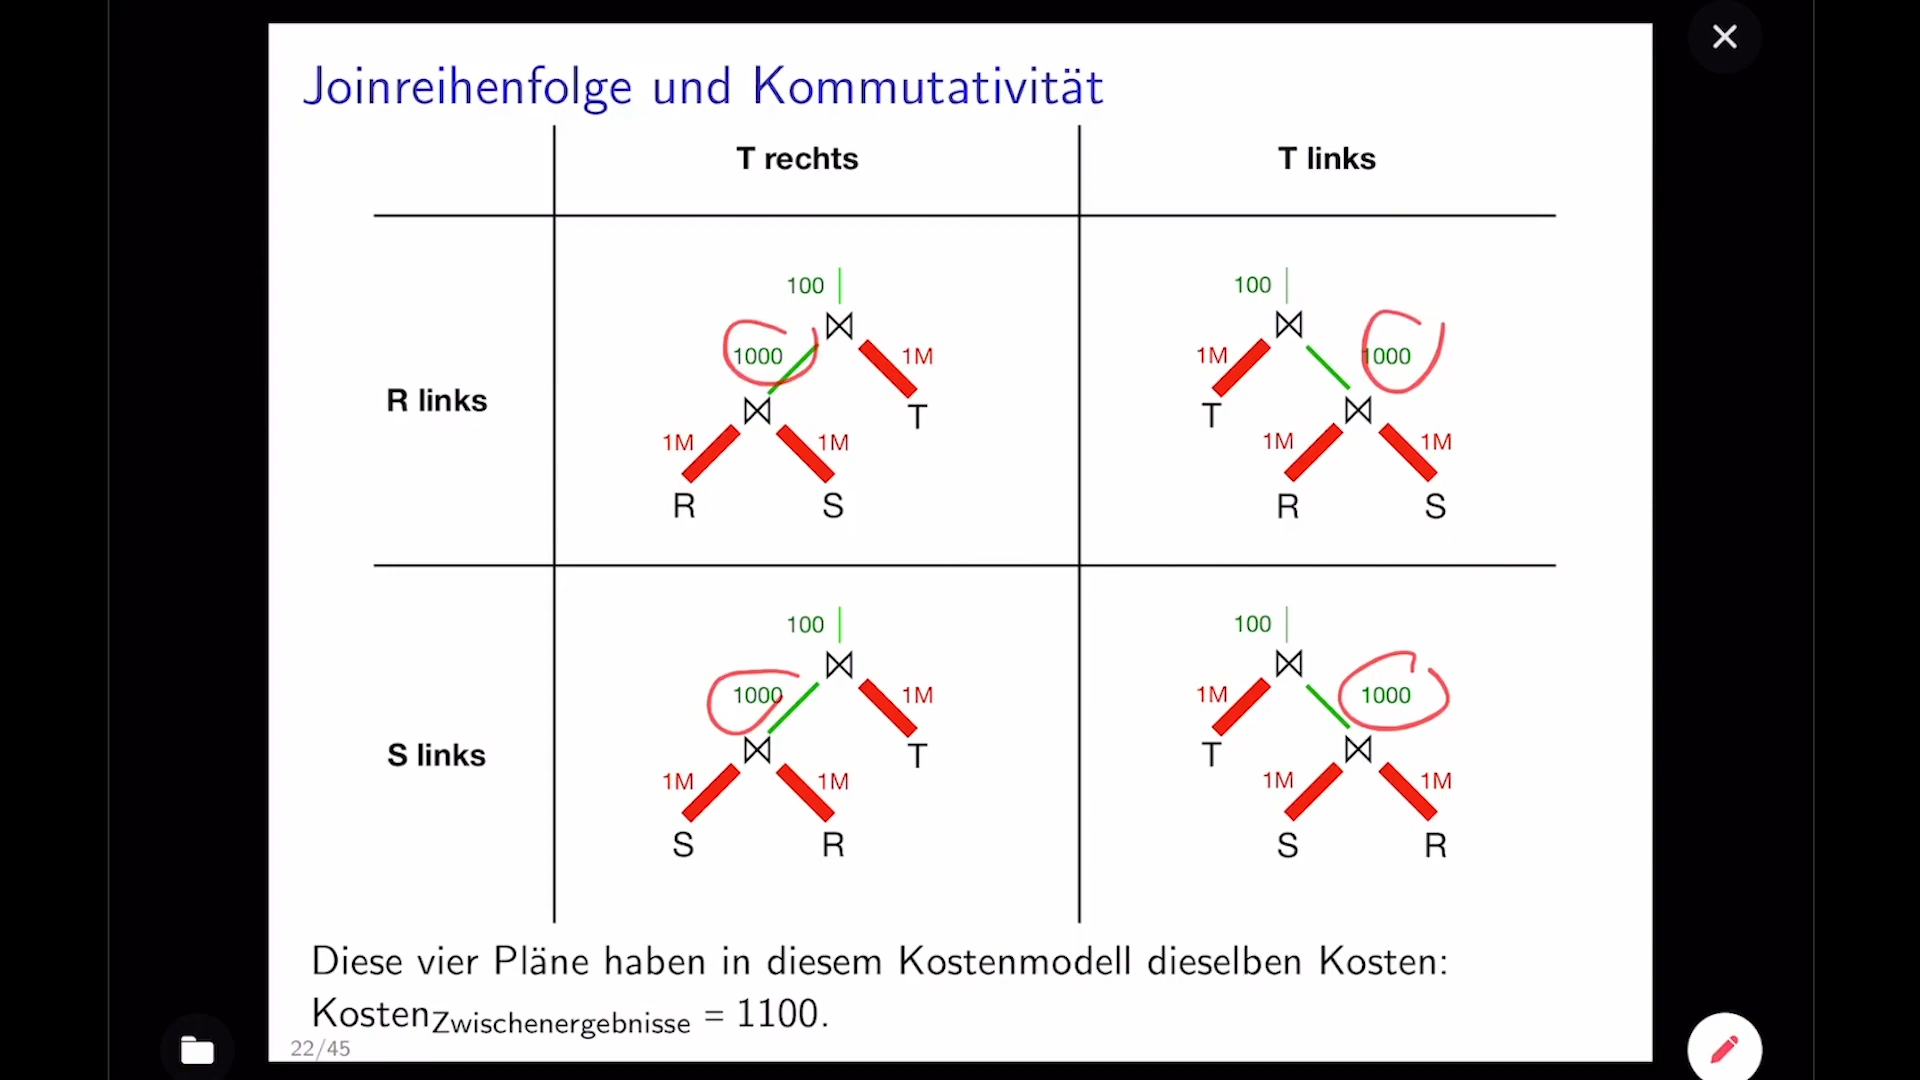 Joinreihenfolge und Kommutativität
T rechts
T links
R links
100
⋈
1000
1M
⋈
T
1M
1M
R
S
100
⋈
1M
1000
T
⋈
1M
1M
R
S
S links
100
⋈
1000
1M
⋈
T
1M
1M
S
R
100
⋈
1M
1000
T
⋈
1M
1M
S
R
Diese vier Pläne haben in diesem Kostenmodell dieselben Kosten:
Kosten_Zwischenergebnisse = 1100.
22/45